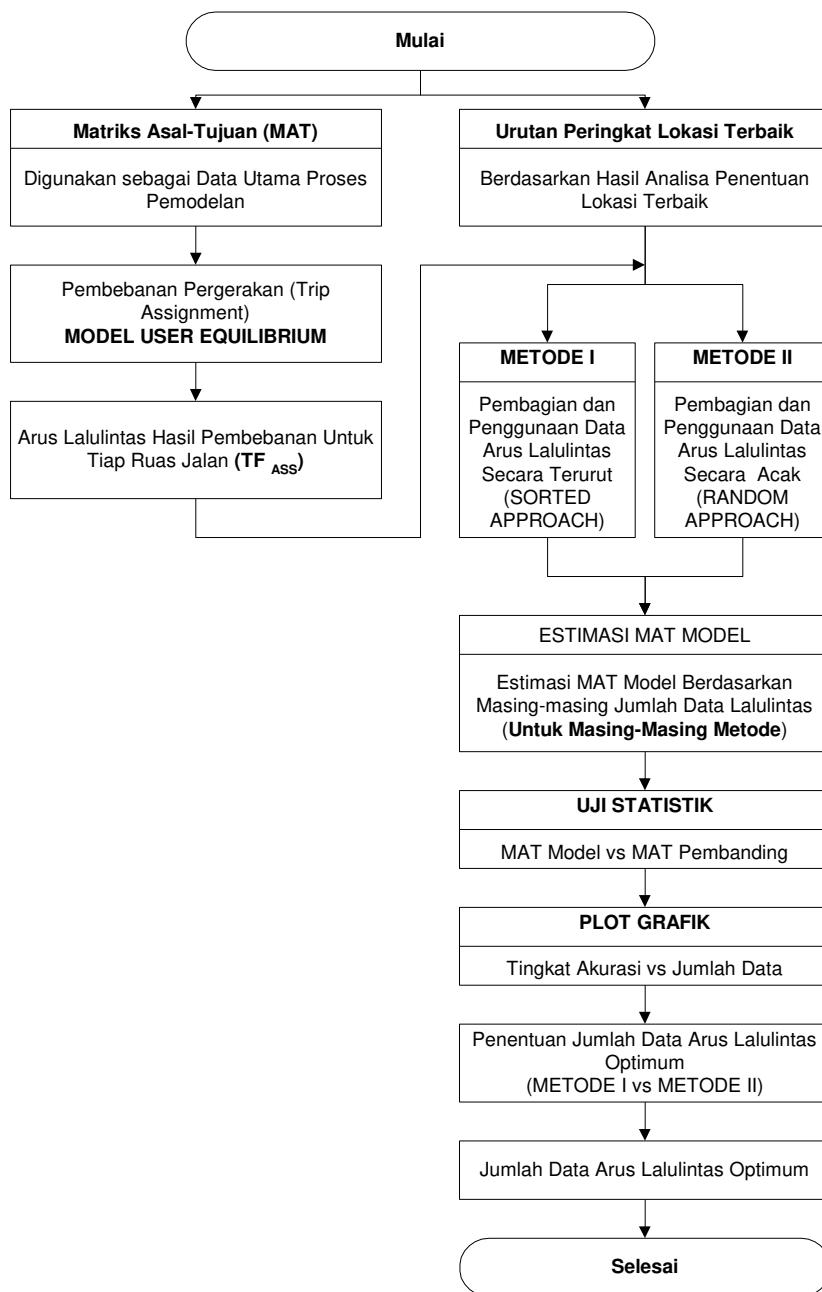 Mulai
Matriks Asal-Tujuan (MAT)
Digunakan sebagai Data Utama Proses
Pemodelan
Urutan Peringkat Lokasi Terbaik
Berdasarkan Hasil Analisa Penentuan
Lokasi Terbaik
Pembebanan Pergerakan (Trip
Assignment)
MODEL USER EQUILIBRIUM
Arus Lalulintas Hasil Pembebanan Untuk
Tiap Ruas Jalan (TF ASS)
METODE I
Pembagian dan
Penggunaan Data
Arus Lalulintas
Secara Terurut
(SORTED
APPROACH)
METODE II
Pembagian dan
Penggunaan Data
Arus Lalulintas
Secara Acak
(RANDOM
APPROACH)
ESTIMASI MAT MODEL
Estimasi MAT Model Berdasarkan
Masing-masing Jumlah Data Lalulintas
(Untuk Masing-Masing Metode)
UJI STATISTIK
MAT Model vs MAT Pembanding
PLOT GRAFIK
Tingkat Akurasi vs Jumlah Data
Penentuan Jumlah Data Arus Lalulintas
Optimum
(METODE I vs METODE II)
Jumlah Data Arus Lalulintas Optimum
Selesai